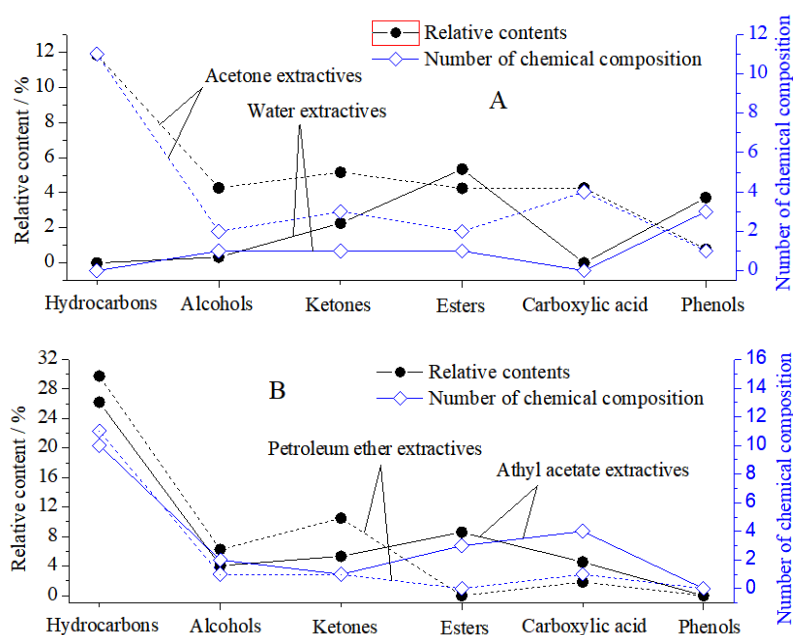 Relative contents
Number of chemical composition
Acetone extractives
Water extractives
A
Relative content / %
12
10
8
6
4
2
0
Number of chemical composition
12
10
8
6
4
2
0
Hydrocarbons Alcohols Ketones Esters Carboxylic acid Phenols
Relative contents
Number of chemical composition
B
Petroleum ether extractives
Athyl acetate extractives
Relative content / %
32
28
24
20
16
12
8
4
0
Number of chemical composition
16
14
12
10
8
6
4
2
0
Hydrocarbons Alcohols Ketones Esters Carboxylic acid Phenols